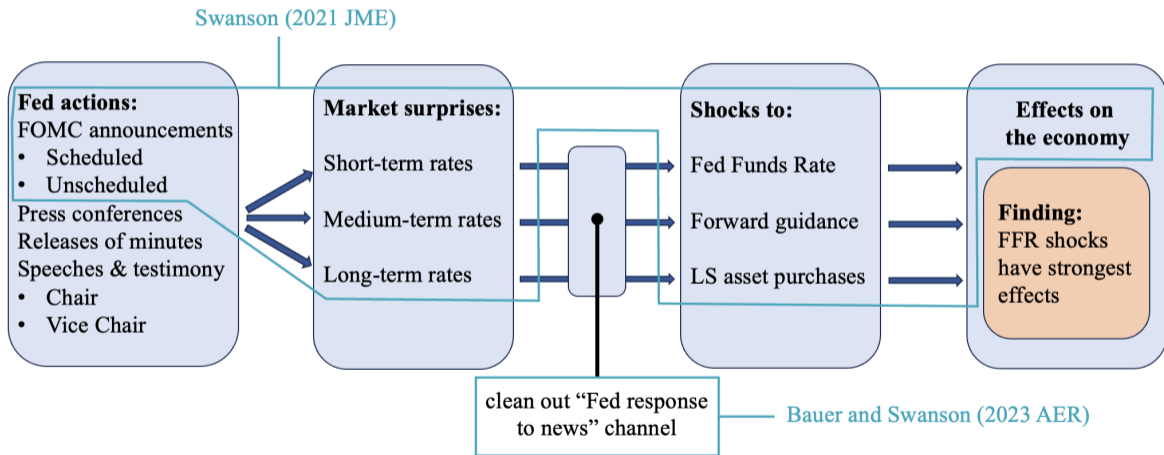 Swanson (2021 JME)
Fed actions:
FOMC announcements
• Scheduled
• Unscheduled
Press conferences
Releases of minutes
Speeches & testimony
• Chair
• Vice Chair
Market surprises:
Short-term rates
Medium-term rates
Long-term rates
Shocks to:
Fed Funds Rate
Forward guidance
LS asset purchases
Effects on
the economy
Finding:
FFR shocks
have strongest
effects
clean out “Fed response
to news” channel
Bauer and Swanson (2023 AER)